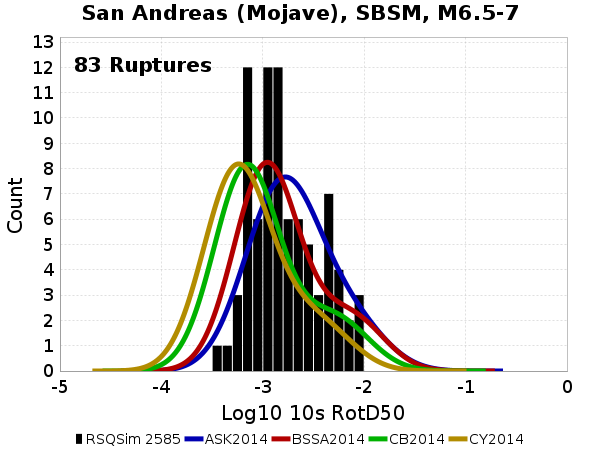 San Andreas (Mojave), SBSM, M6.5-7
83 Ruptures
Count
13
12
11
10
9
8
7
6
5
4
3
2
1
0
-5 -4 -3 -2 -1 0
Log10 10s RotD50
RSQSim 2585 ASK2014 BSSA2014 CB2014 CY2014